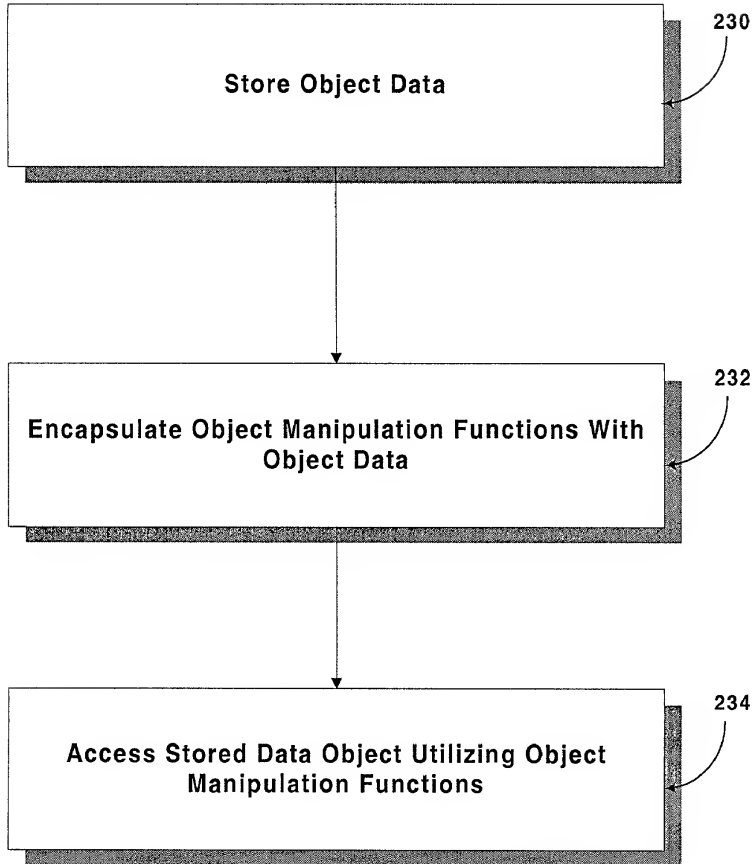 230
Store Object Data
232
Encapsulate Object Manipulation Functions With
Object Data
234
Access Stored Data Object Utilizing Object
Manipulation Functions